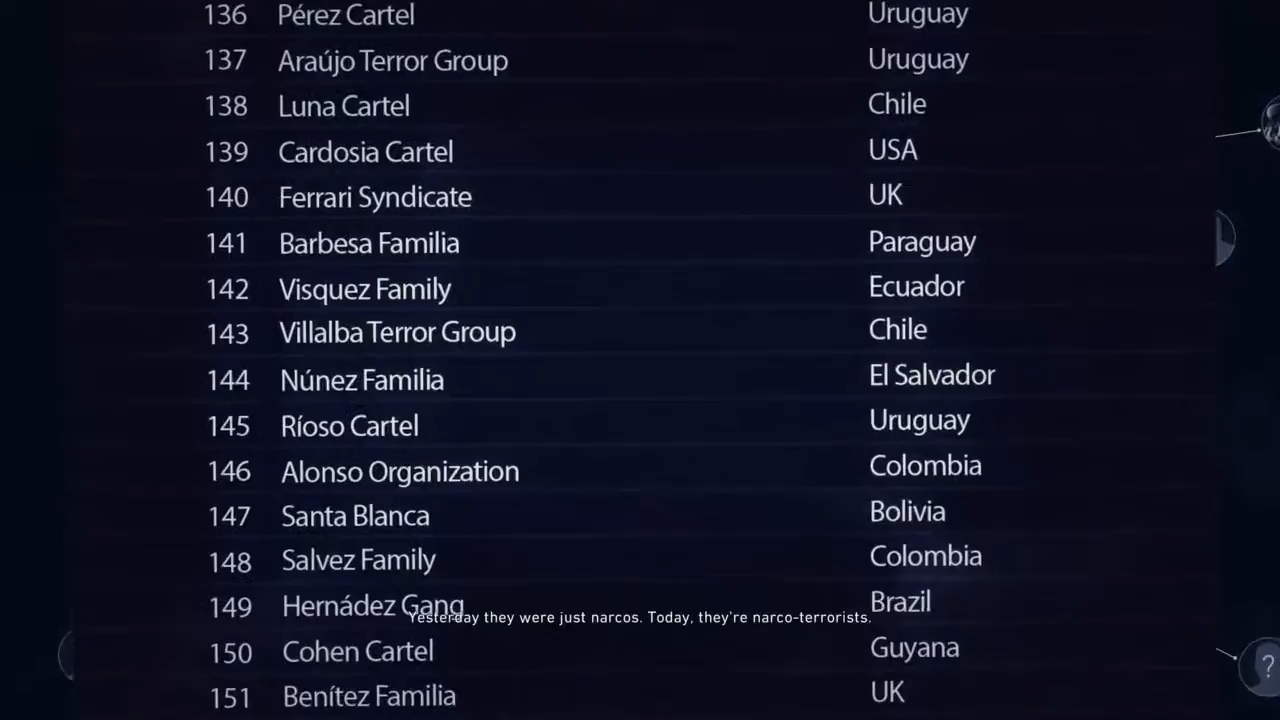 136 Pérez Cartel Uruguay
137 Araújo Terror Group Uruguay
138 Luna Cartel Chile
139 Cardosia Cartel USA
140 Ferrari Syndicate UK
141 Barbesa Familia Paraguay
142 Visquez Family Ecuador
143 Villalba Terror Group Chile
144 Núnez Familia El Salvador
145 Ríoso Cartel Uruguay
146 Alonso Organization Colombia
147 Santa Blanca Bolivia
148 Salvez Family Colombia
149 Hernádez Gang Brazil
Yesterday they were just narcos. Today, they're narco-terrorists.
150 Cohen Cartel Guyana
151 Benítez Familia UK
?